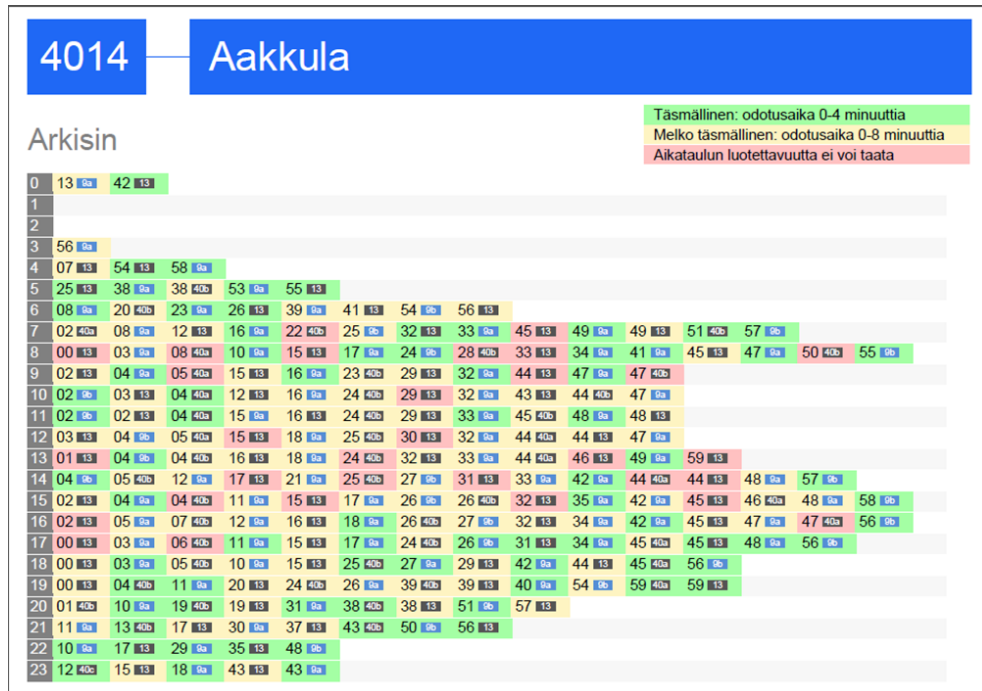 4014 Aakkula
Täsmällinen: odotusaika 0-4 minuuttia
Melko täsmällinen: odotusaika 0-8 minuuttia
Aikataulun luotettavuutta ei voi taata
Arkisin
0 13 9a 42 13
1
2
3 56 9a
4 07 13 54 13 58 9a
5 25 13 38 9a 38 40b 53 9a 55 13
6 08 9a 20 40b 23 9a 26 13 39 9a 41 13 54 9b 56 13
7 02 40a 08 9a 12 13 16 9a 22 40b 25 9b 32 13 33 9a 45 13 49 9a 49 13 51 40b 57 9b
8 00 13 03 9a 08 40a 10 9a 15 13 17 9a 24 9b 28 40b 33 13 34 9a 41 9a 45 13 47 9a 50 40b 55 9b
9 02 13 04 9a 05 40a 15 13 16 9a 23 40b 29 13 32 9a 44 13 47 9a 47 40b
10 02 9b 03 13 04 40a 12 13 16 9a 24 40b 29 13 32 9a 43 13 44 40b 47 9a
11 02 9b 02 13 04 40a 15 9a 16 13 24 40b 29 13 33 9a 45 40b 48 9a 48 13
12 03 13 04 9b 05 40a 15 13 18 9a 25 40b 30 13 32 9a 44 40a 44 13 47 9a
13 01 13 04 9b 04 40b 16 13 18 9a 24 40b 32 13 33 9a 44 40a 46 13 49 9a 59 13
14 04 9b 05 40b 12 9a 17 13 21 9a 25 40b 27 9b 31 13 33 9a 42 9a 44 40a 44 13 48 9a 57 9b
15 02 13 04 9a 04 40b 11 9a 15 13 17 9a 26 9b 26 40b 32 13 35 9a 42 9a 45 13 46 40a 48 9a 58 9b
16 02 13 05 9a 07 40b 12 9a 16 13 18 9a 26 40b 27 9b 32 13 34 9a 42 9a 45 13 47 9a 47 40a 56 9b
17 00 13 03 9a 06 40b 11 9a 15 13 17 9a 24 40b 26 9b 31 13 34 9a 45 40a 45 13 48 9a 56 9b
18 00 13 03 9a 05 40b 10 9a 15 13 25 40b 27 9a 29 13 42 9a 44 13 45 40a 56 9b
19 00 13 04 40b 11 9a 20 13 24 40b 26 9a 39 40b 39 13 40 9a 54 9b 59 40a 59 13
20 01 40b 10 9a 19 40b 19 13 31 9a 38 40b 38 13 51 9b 57 13
21 11 9a 13 40b 17 13 30 9a 37 13 43 40b 50 9b 56 13
22 10 9a 17 13 29 9a 35 13 48 9b
23 12 40c 15 13 18 9a 43 13 43 9a